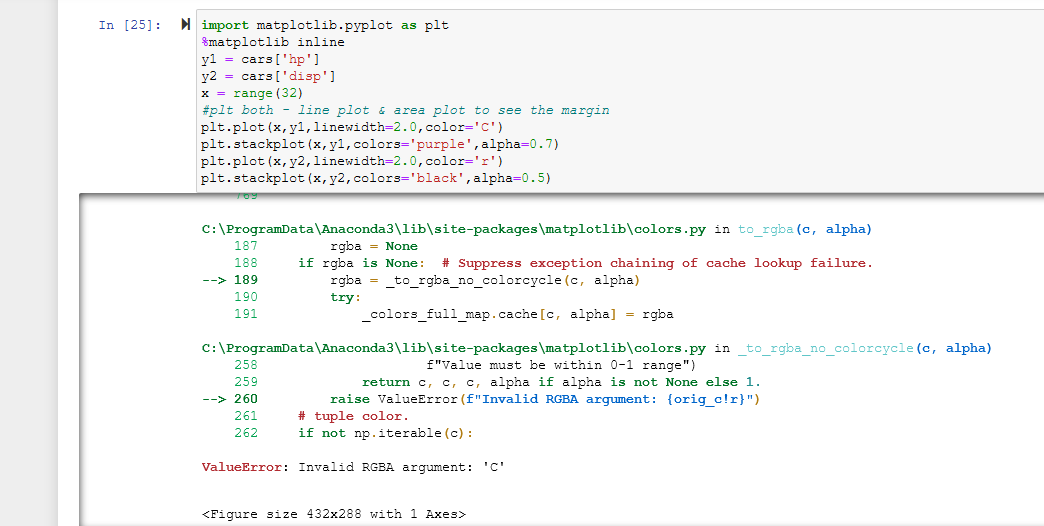 In [25]:
import matplotlib.pyplot as plt
%matplotlib inline
y1 = cars['hp']
y2 = cars['disp']
x = range(32)
#plt both - line plot & area plot to see the margin
plt.plot(x,y1,linewidth=2.0,color='C')
plt.stackplot(x,y1,colors='purple',alpha=0.7)
plt.plot(x,y2,linewidth=2.0,color='r')
plt.stackplot(x,y2,colors='black',alpha=0.5)
C:\ProgramData\Anaconda3\lib\site-packages\matplotlib\colors.py in to_rgba(c, alpha)
187 rgba = None
188 if rgba is None: # Suppress exception chaining of cache lookup failure.
--> 189 rgba = _to_rgba_no_colorcycle(c, alpha)
190 try:
191 _colors_full_map.cache[c, alpha] = rgba
C:\ProgramData\Anaconda3\lib\site-packages\matplotlib\colors.py in _to_rgba_no_colorcycle(c, alpha)
258 f"Value must be within 0-1 range")
259 return c, c, c, alpha if alpha is not None else 1.
--> 260 raise ValueError(f"Invalid RGBA argument: {orig_c!r}")
261 # tuple color.
262 if not np.iterable(c):
ValueError: Invalid RGBA argument: 'C'
<Figure size 432x288 with 1 Axes>